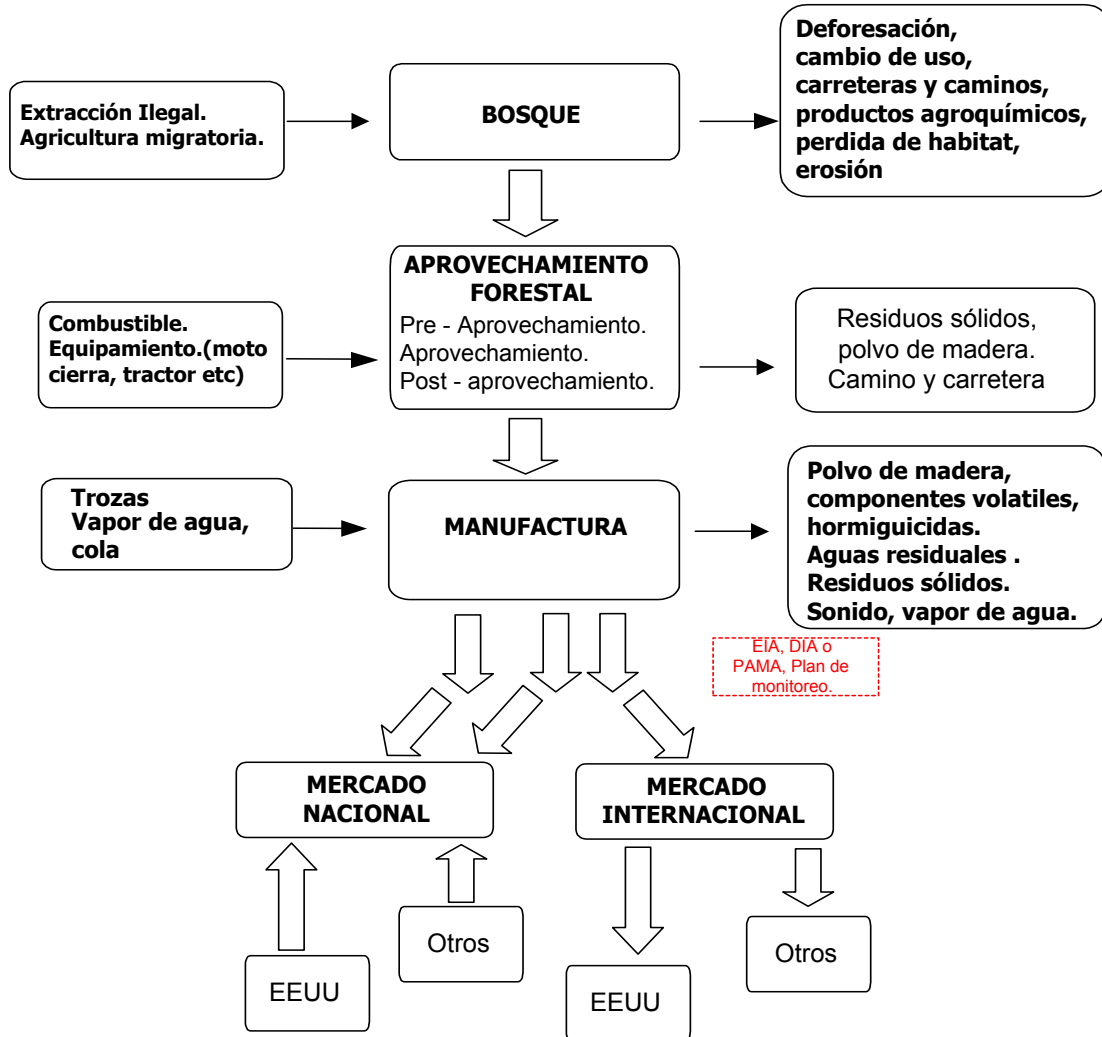 Extracción Ilegal.
Agricultura migratoria.
BOSQUE
Deforesación,
cambio de uso,
carreteras y caminos,
productos agroquímicos,
perdida de habitat,
erosión
Combustible.
Equipamiento.(moto
cierra, tractor etc)
APROVECHAMIENTO
FORESTAL
Pre - Aprovechamiento.
Aprovechamiento.
Post - aprovechamiento.
Residuos sólidos,
polvo de madera.
Camino y carretera
Trozas
Vapor de agua,
cola
MANUFACTURA
Polvo de madera,
componentes volatiles,
hormiguicidas.
Aguas residuales .
Residuos sólidos.
Sonido, vapor de agua.
EIA, DIA o
PAMA, Plan de
monitoreo.
MERCADO
NACIONAL
MERCADO
INTERNACIONAL
EEUU
Otros
EEUU
Otros